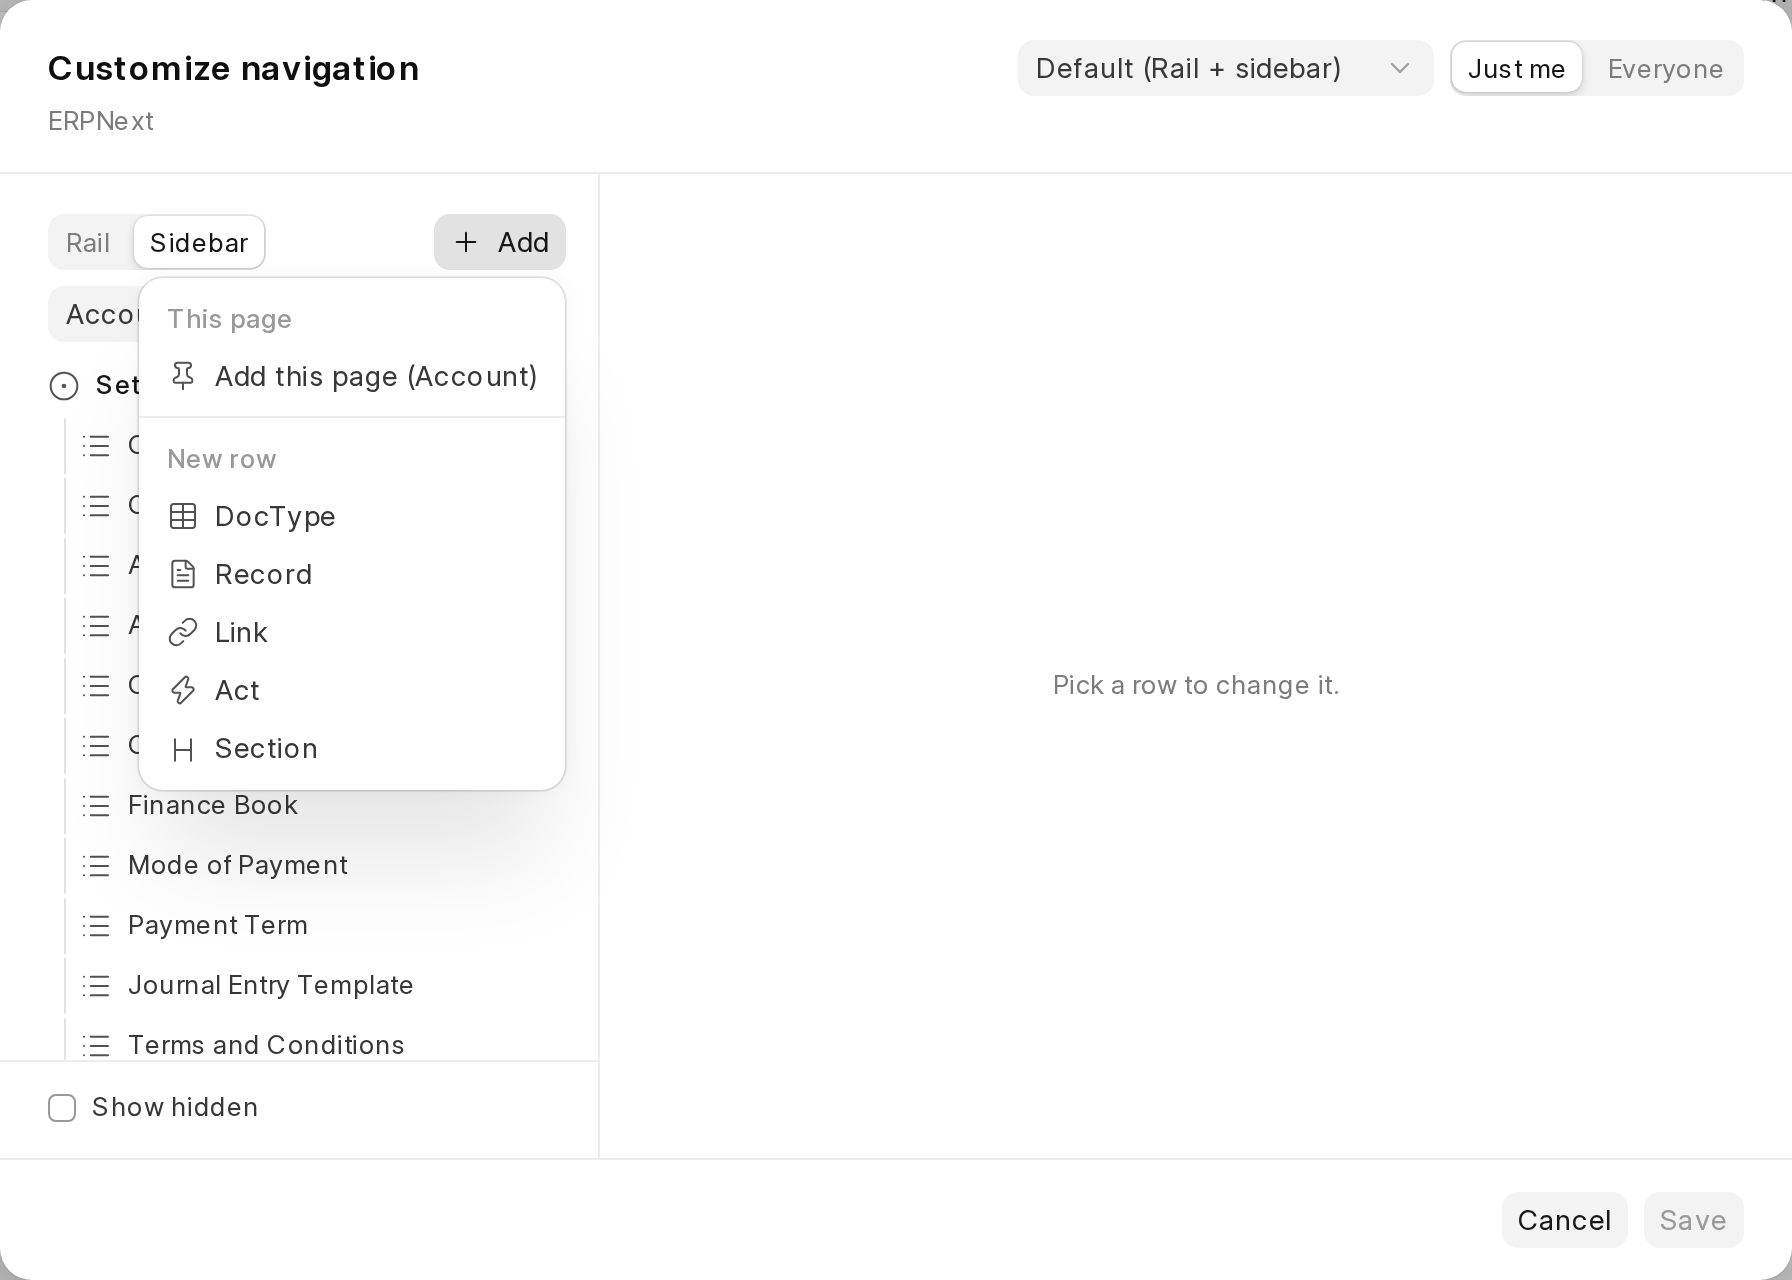 Customize navigation
ERPNext
Default (Rail + sidebar)
Just me
Everyone
Rail
Sidebar
Add
This page
Add this page (Account)
New row
DocType
Record
Link
Act
Section
Finance Book
Mode of Payment
Payment Term
Journal Entry Template
Terms and Conditions
Show hidden
Pick a row to change it.
Cancel
Save